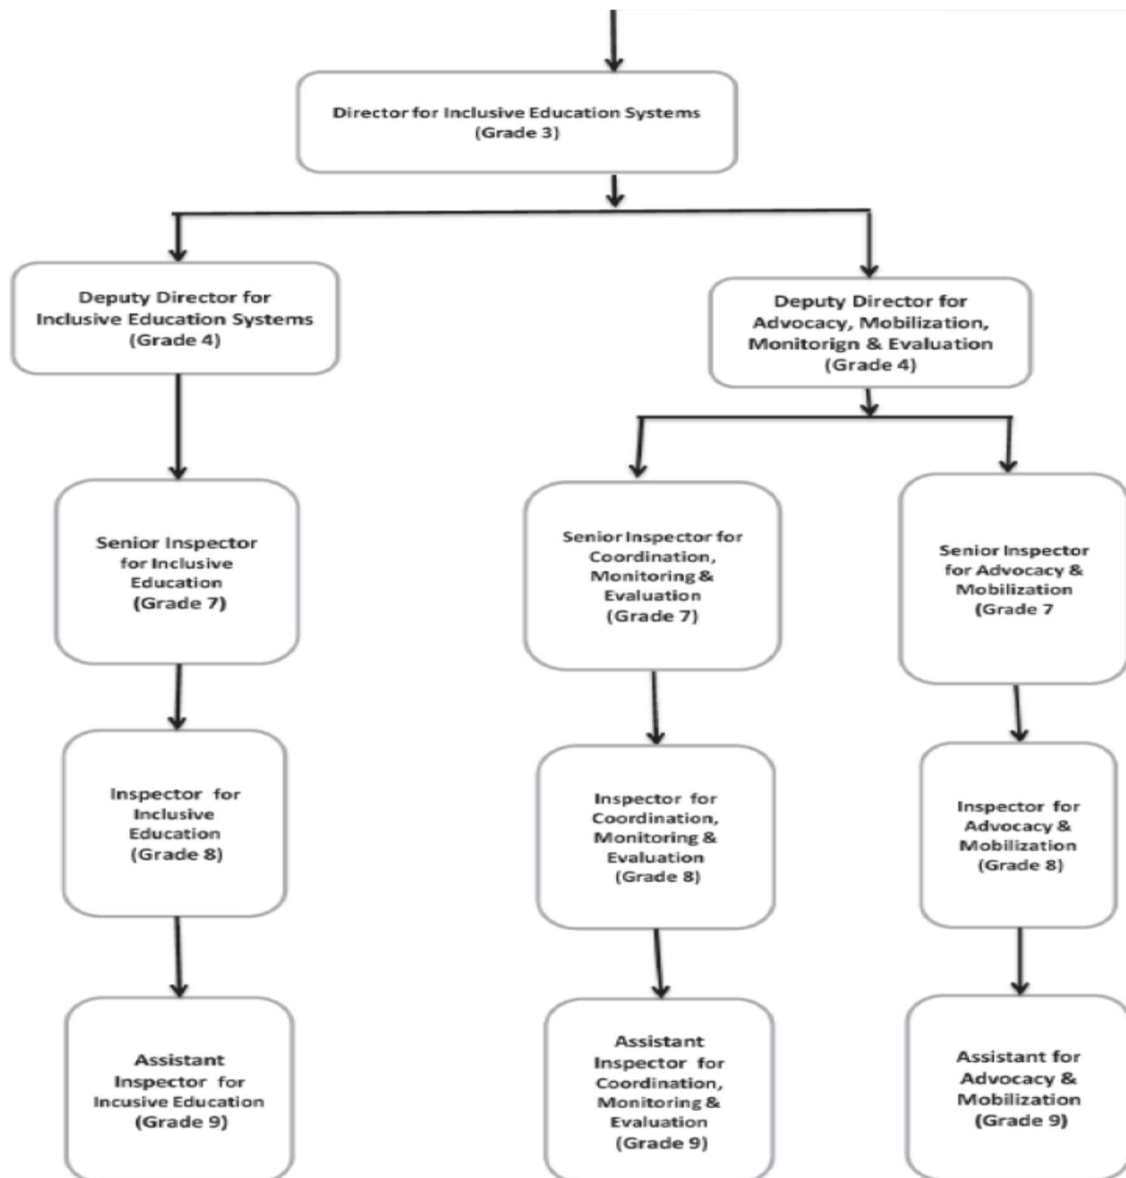 Director for Inclusive Education Systems
(Grade 3)
Deputy Director for
Inclusive Education Systems
(Grade 4)
Deputy Director for
Advocacy, Mobilization,
Monitorign & Evaluation
(Grade 4)
Senior Inspector
for Inclusive
Education
(Grade 7)
Senior Inspector for
Coordination,
Monitoring &
Evaluation
(Grade 7)
Senior Inspector
for Advocacy &
Mobilization
(Grade 7
Inspector for
Inclusive
Education
(Grade 8)
Inspector for
Coordination,
Monitoring &
Evaluation
(Grade 8)
Inspector for
Advocacy &
Mobilization
(Grade 8)
Assistant
Inspector for
Incusive Education
(Grade 9)
Assistant
Inspector for
Coordination,
Monitoring &
Evaluation
(Grade 9)
Assistant for
Advocacy &
Mobilization
(Grade 9)